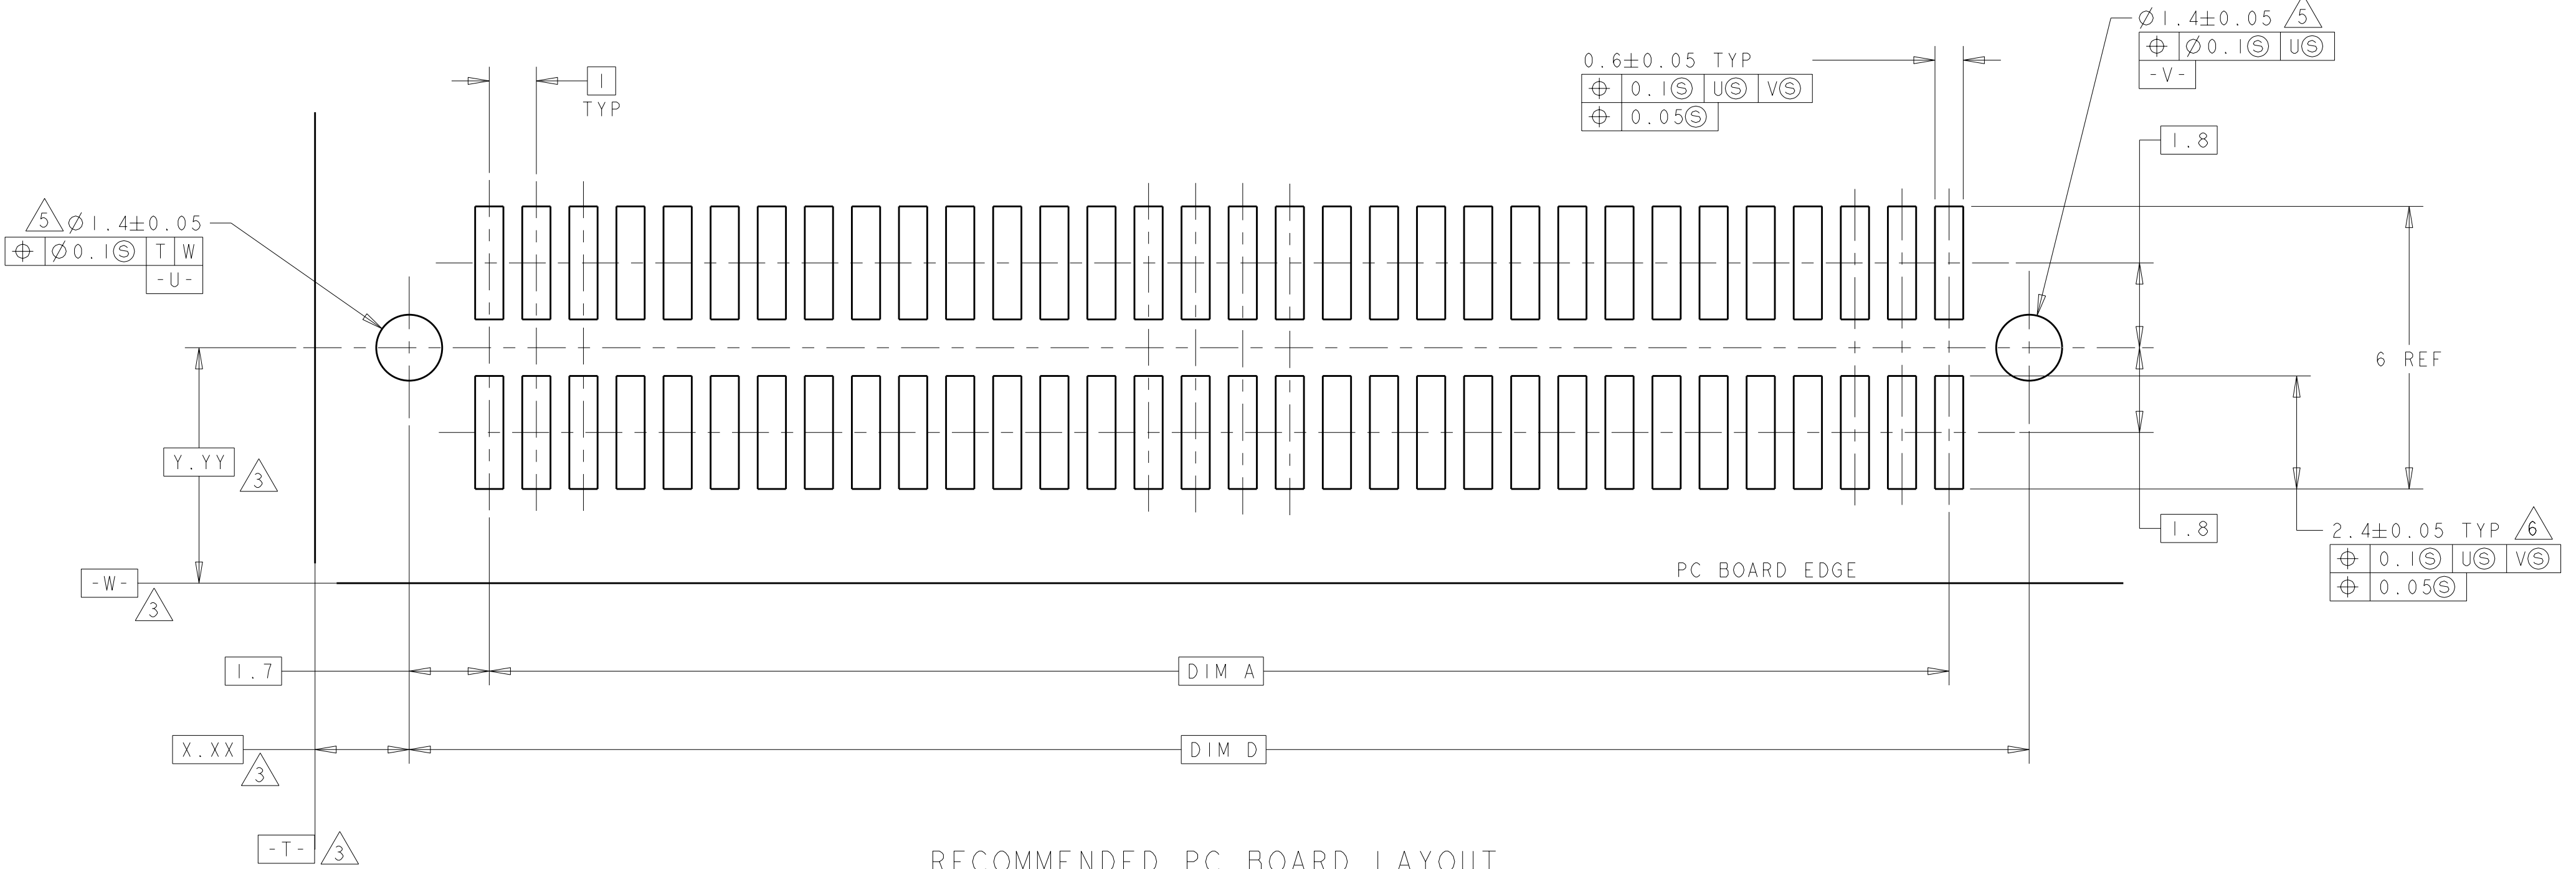 Ø1.4±0.05 5
⌖ Ø0.1Ⓢ UⓈ
-V-
0.6±0.05 TYP
⌖ 0.1Ⓢ UⓈ VⓈ
⌖ 0.05Ⓢ
1
TYP
1.8
5 Ø1.4±0.05
⌖ Ø0.1Ⓢ T W
-U-
6 REF
Y.YY 3
1.8
2.4±0.05 TYP 6
⌖ 0.1Ⓢ UⓈ VⓈ
⌖ 0.05Ⓢ
PC BOARD EDGE
-W- 3
1.7
DIM A
X.XX 3
DIM D
-T- 3
RECOMMENDED PC BOARD LAYOUT